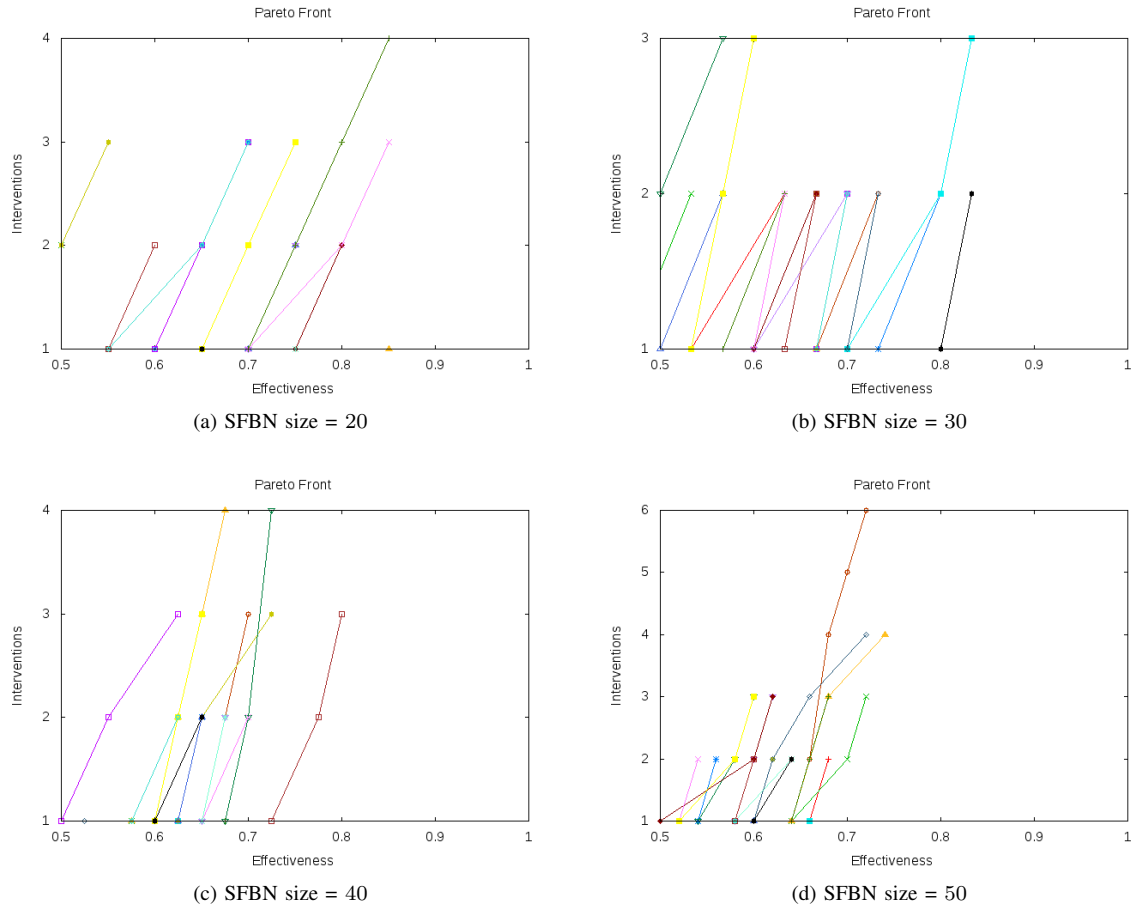 Pareto Front
4
3
2
1
Interventions
0.5 0.6 0.7 0.8 0.9 1
Effectiveness
(a) SFBN size = 20
Pareto Front
3
2
1
Interventions
0.5 0.6 0.7 0.8 0.9 1
Effectiveness
(b) SFBN size = 30
Pareto Front
4
3
2
1
Interventions
0.5 0.6 0.7 0.8 0.9 1
Effectiveness
(c) SFBN size = 40
Pareto Front
6
5
4
3
2
1
Interventions
0.5 0.6 0.7 0.8 0.9 1
Effectiveness
(d) SFBN size = 50